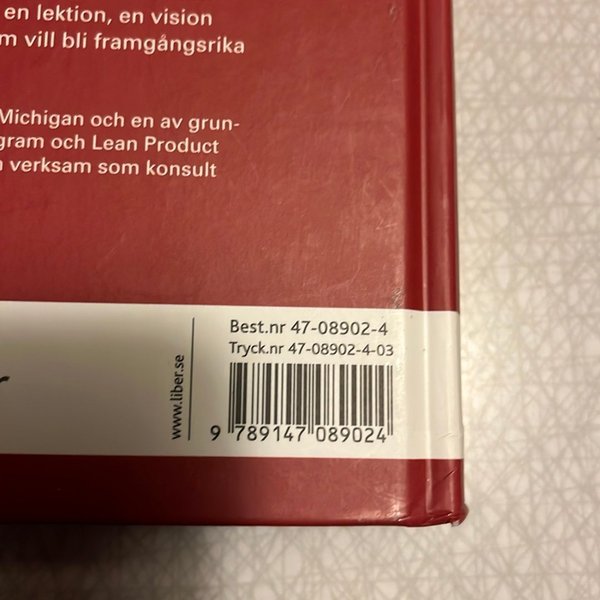 en lektion, en vision
m vill bli framgångsrika
Michigan och en av grun-
gram och Lean Product
verksam som konsult
www.liber.se
Best.nr 47-08902-4
Tryck.nr 47-08902-4-03
9 789147 089024